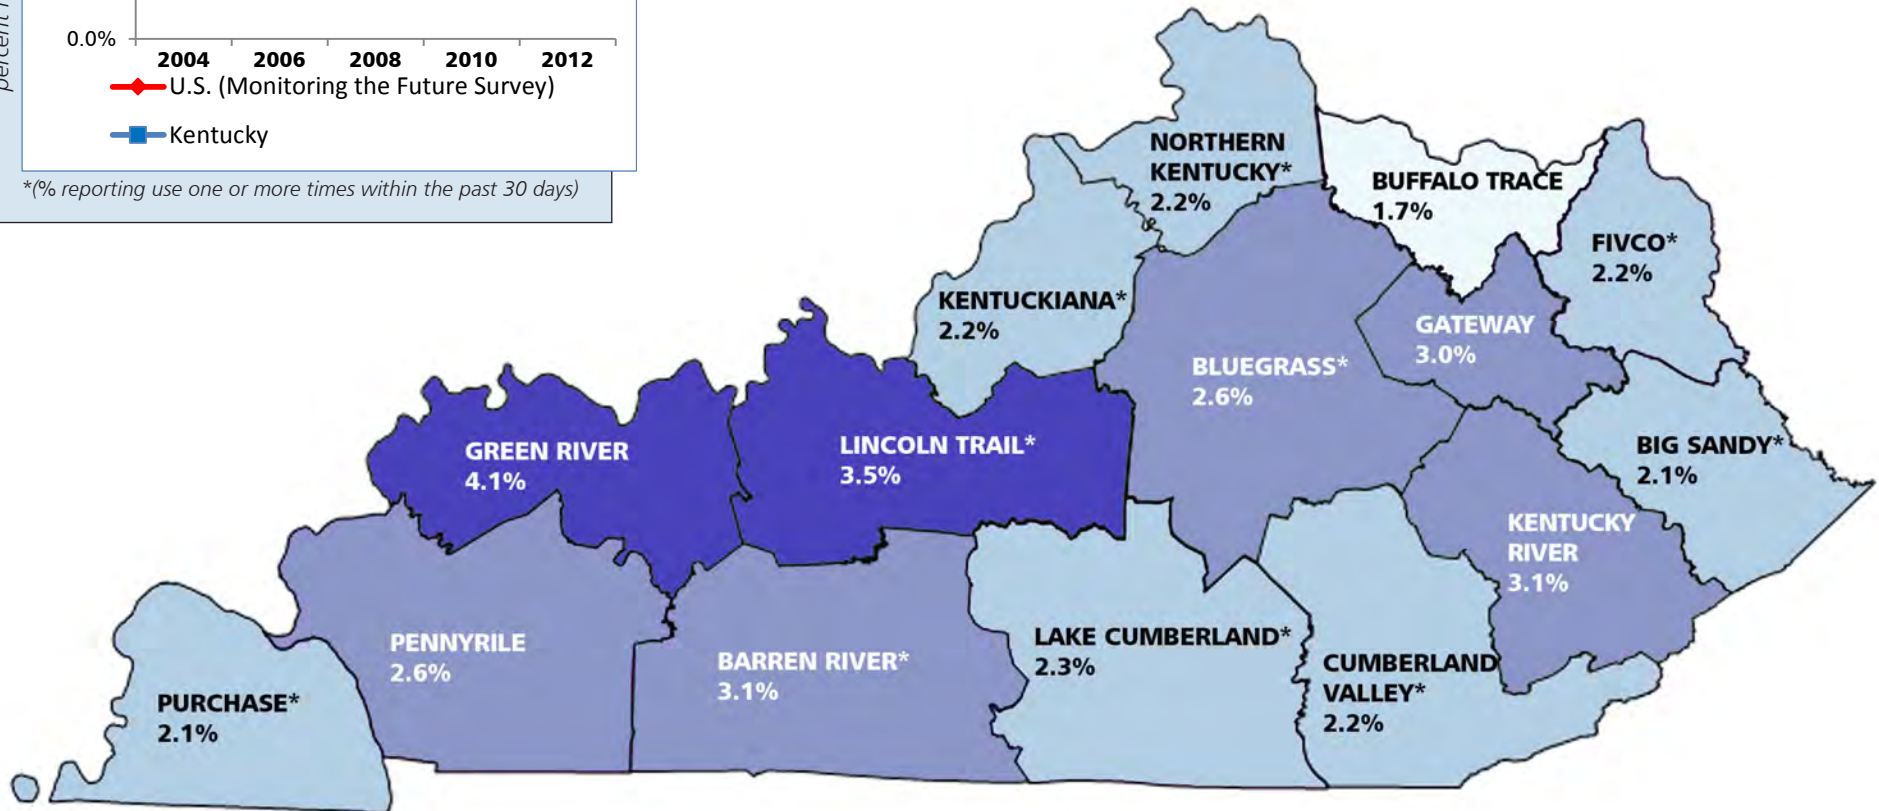 percent
0.0%
2004 2006 2008 2010 2012
U.S. (Monitoring the Future Survey)
Kentucky
*(% reporting use one or more times within the past 30 days)
NORTHERN
KENTUCKY*
2.2%
BUFFALO TRACE
1.7%
FIVCO*
2.2%
KENTUCKIANA*
2.2%
GATEWAY
3.0%
BLUEGRASS*
2.6%
GREEN RIVER
4.1%
LINCOLN TRAIL*
3.5%
BIG SANDY*
2.1%
KENTUCKY
RIVER
3.1%
PENNYRILE
2.6%
BARREN RIVER*
3.1%
LAKE CUMBERLAND*
2.3%
CUMBERLAND
VALLEY*
2.2%
PURCHASE*
2.1%